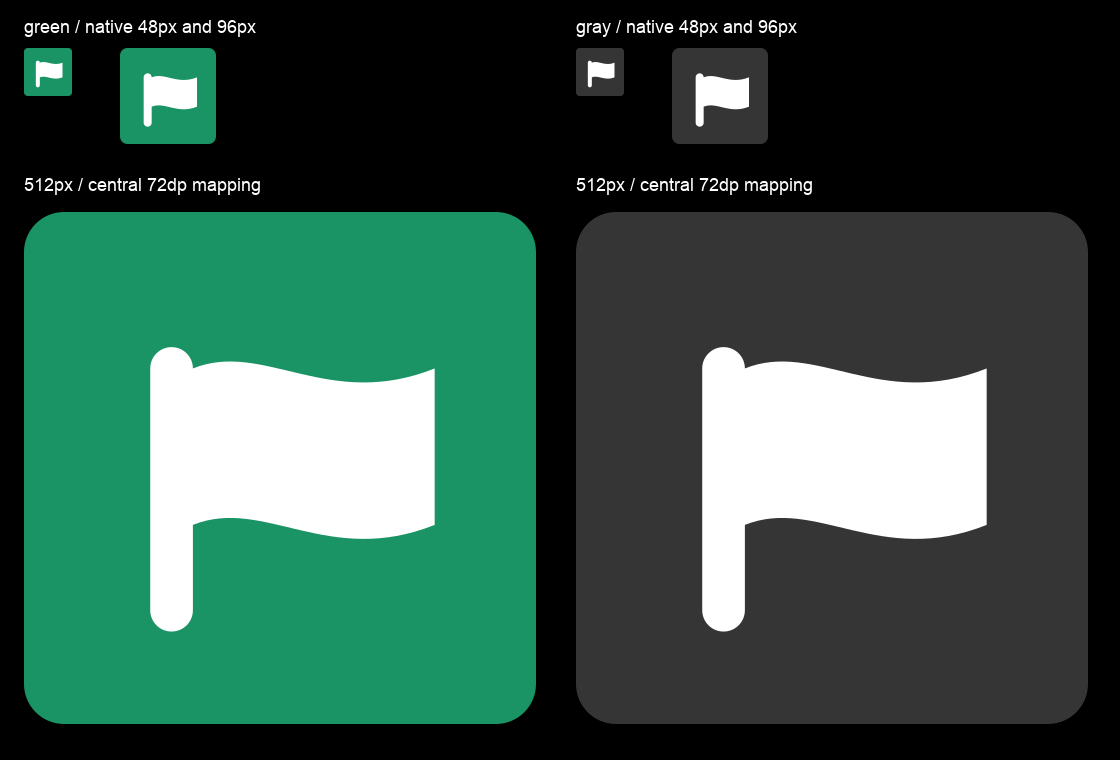 green / native 48px and 96px
gray / native 48px and 96px
512px / central 72dp mapping
512px / central 72dp mapping